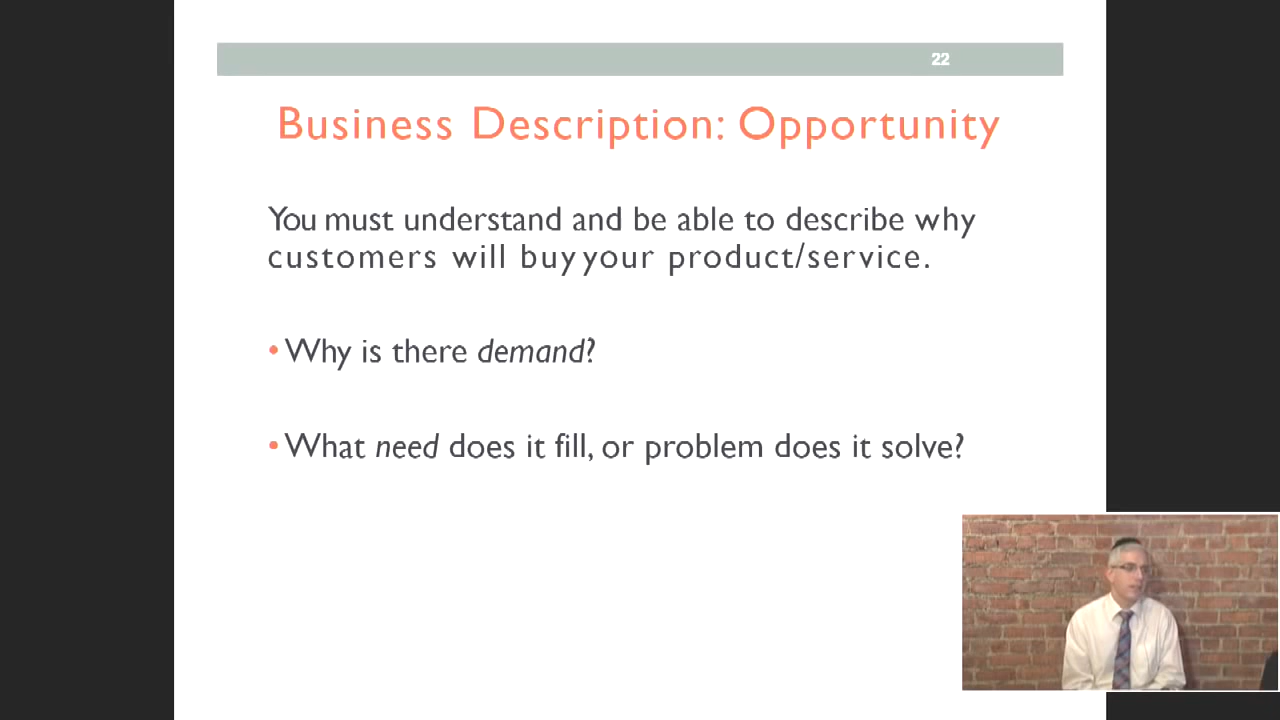 22
Business Description: Opportunity
You must understand and be able to describe why
customers will buy your product/service.
• Why is there demand?
• What need does it fill, or problem does it solve?